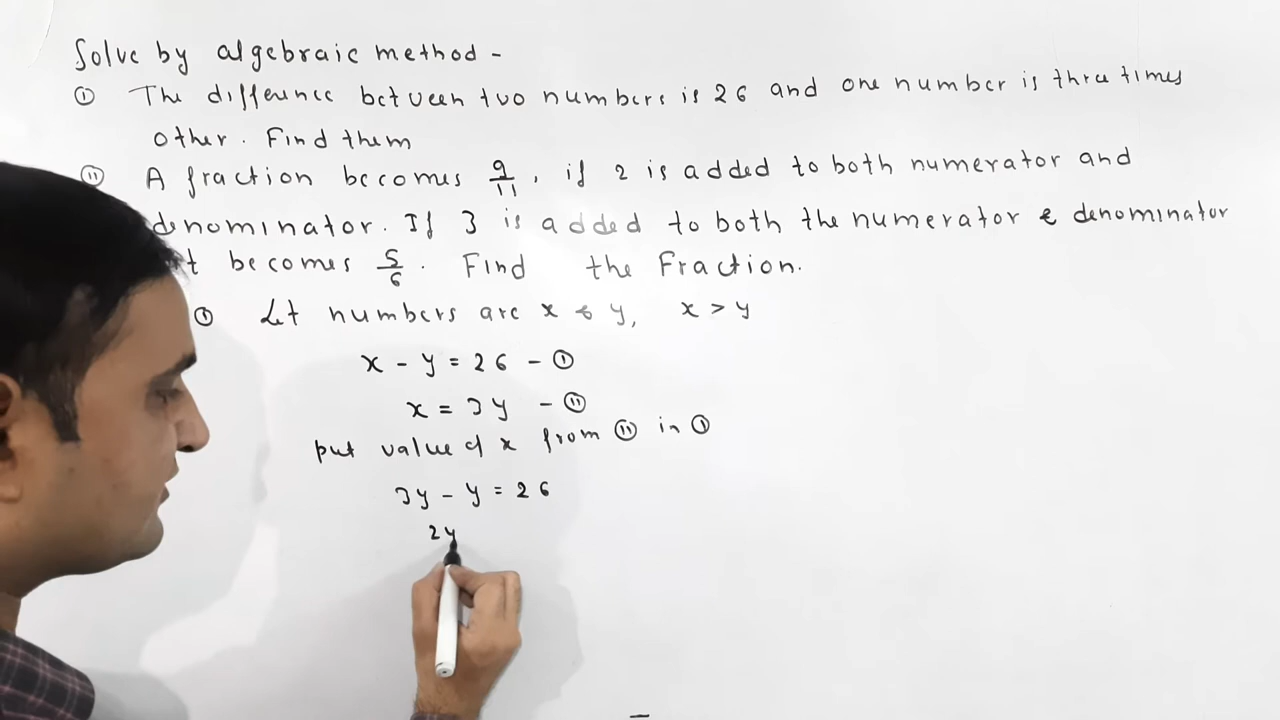 Solve by algebraic method -
① The difference between two numbers is 26 and one number is three times
other. Find them
⑪ A fraction becomes 9/11, if 2 is added to both numerator and
denominator. If 3 is added to both the numerator & denominator
t becomes 5/6. Find the Fraction.
① Let numbers are x & y, x > y
x - y = 26 - ①
x = 3y - ⑪
put value of x from ⑪ in ①
3y - y = 26
2y